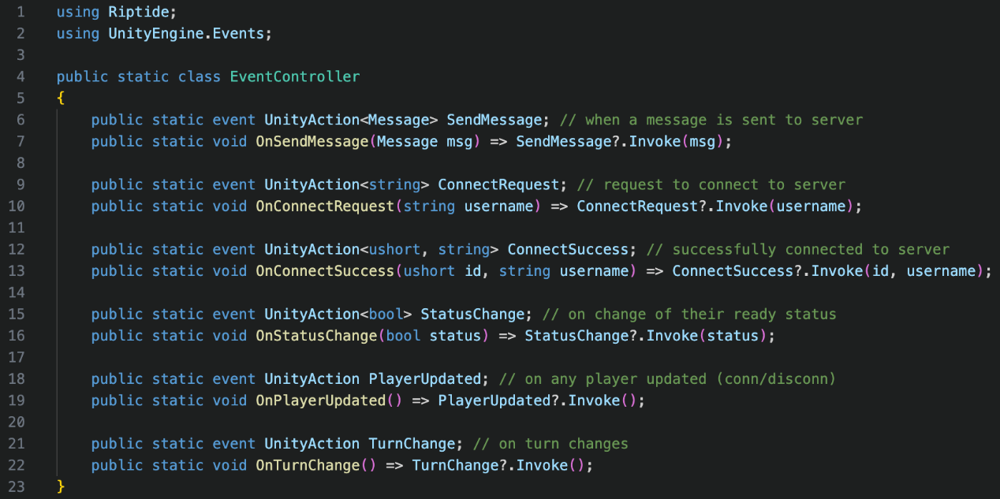 1 using Riptide;
2 using UnityEngine.Events;
3
4 public static class EventController
5 {
6     public static event UnityAction<Message> SendMessage; // when a message is sent to server
7     public static void OnSendMessage(Message msg) => SendMessage?.Invoke(msg);
8
9     public static event UnityAction<string> ConnectRequest; // request to connect to server
10     public static void OnConnectRequest(string username) => ConnectRequest?.Invoke(username);
11
12     public static event UnityAction<ushort, string> ConnectSuccess; // successfully connected to server
13     public static void OnConnectSuccess(ushort id, string username) => ConnectSuccess?.Invoke(id, username);
14
15     public static event UnityAction<bool> StatusChange; // on change of their ready status
16     public static void OnStatusChange(bool status) => StatusChange?.Invoke(status);
17
18     public static event UnityAction PlayerUpdated; // on any player updated (conn/disconn)
19     public static void OnPlayerUpdated() => PlayerUpdated?.Invoke();
20
21     public static event UnityAction TurnChange; // on turn changes
22     public static void OnTurnChange() => TurnChange?.Invoke();
23 }